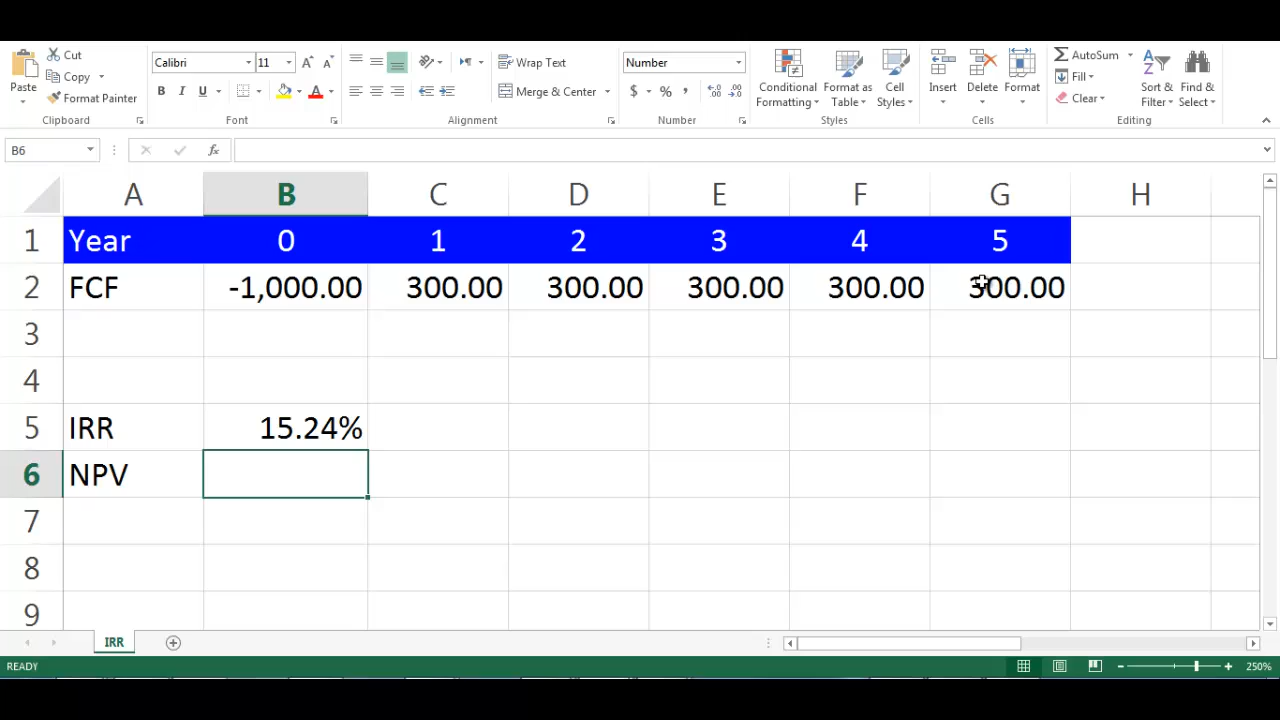 Cut
Copy
Format Painter
Paste
Clipboard
Calibri 11
B I U
Font
Wrap Text
Merge & Center
Alignment
Number
$ % ,
Number
Conditional Formatting
Format as Table
Cell Styles
Styles
Insert
Delete
Format
Cells
AutoSum
Fill
Clear
Sort & Filter
Find & Select
Editing
B6
fx
A B C D E F G H
1 Year 0 1 2 3 4 5
2 FCF -1,000.00 300.00 300.00 300.00 300.00 300.00
3
4
5 IRR 15.24%
6 NPV
7
8
9
IRR
READY
250%